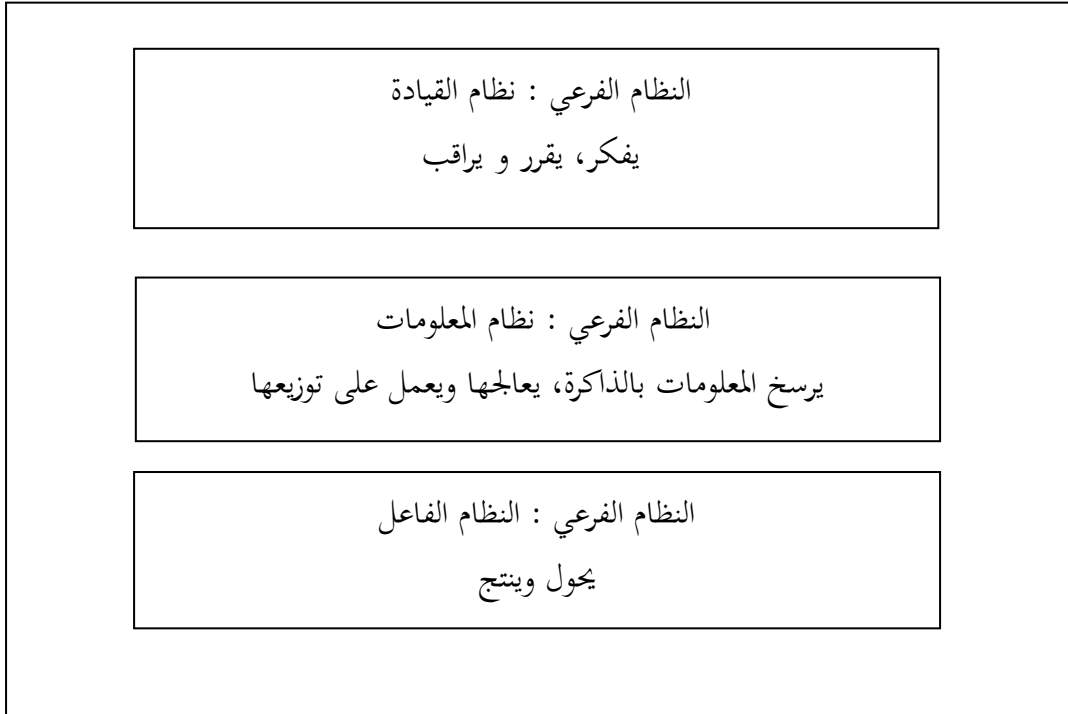 النظام الفرعي : نظام القيادة
يفكر، يقرر و يراقب
النظام الفرعي : نظام المعلومات
يرسخ المعلومات بالذاكرة، يعالجها ويعمل على توزيعها
النظام الفرعي : النظام الفاعل
يحول وينتج